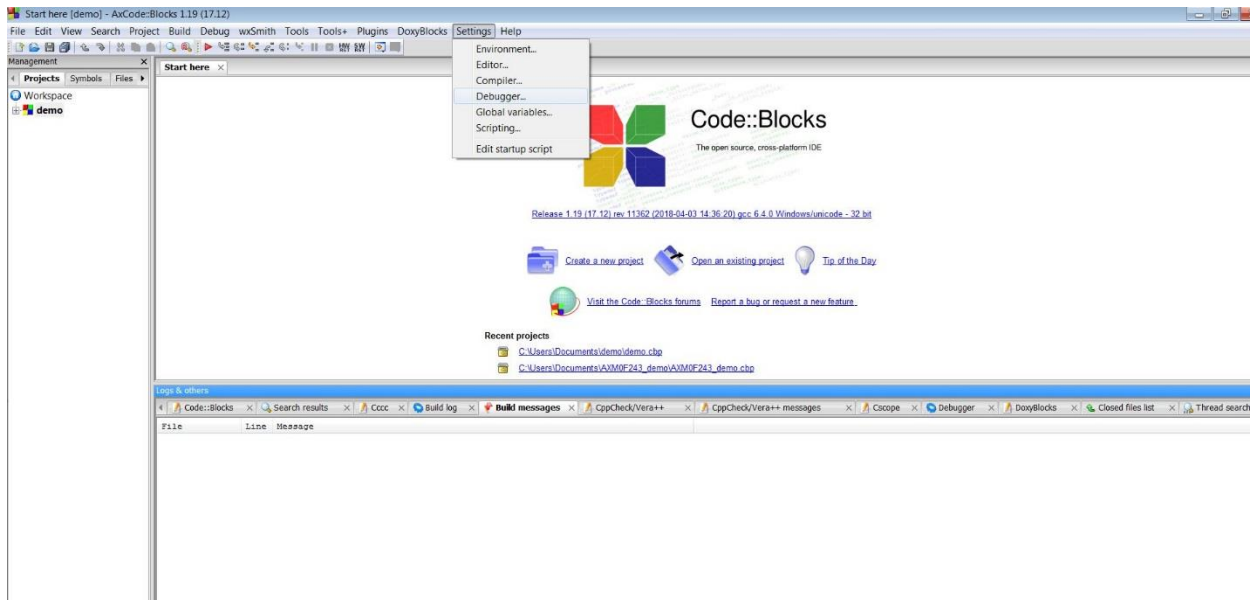 Start here [demo] - AxCode::Blocks 1.19 (17.12)
File Edit View Search Project Build Debug wxSmith Tools Tools+ Plugins DoxyBlocks Settings Help
Environment...
Editor...
Compiler...
Debugger...
Global variables...
Scripting...
Edit startup script
Management
Projects Symbols Files
Workspace
demo
Start here
Code::Blocks
The open source, cross-platform IDE
Release 1.19 (17.12) rev 11362 (2018-04-03 14:36:20) gcc 6.4.0 Windows/unicode - 32 bit
Create a new project Open an existing project Tip of the Day
Visit the Code::Blocks forums Report a bug or request a new feature
Recent projects
C:\Users\Documents\demo\demo.cbp
C:\Users\Documents\AXM0F243_demo\AXM0F243_demo.cbp
Logs & others
Code::Blocks Search results Cccc Build log Build messages CppCheck/Vera++ CppCheck/Vera++ messages Cscope Debugger DoxyBlocks Closed files list Thread search
File Line Message